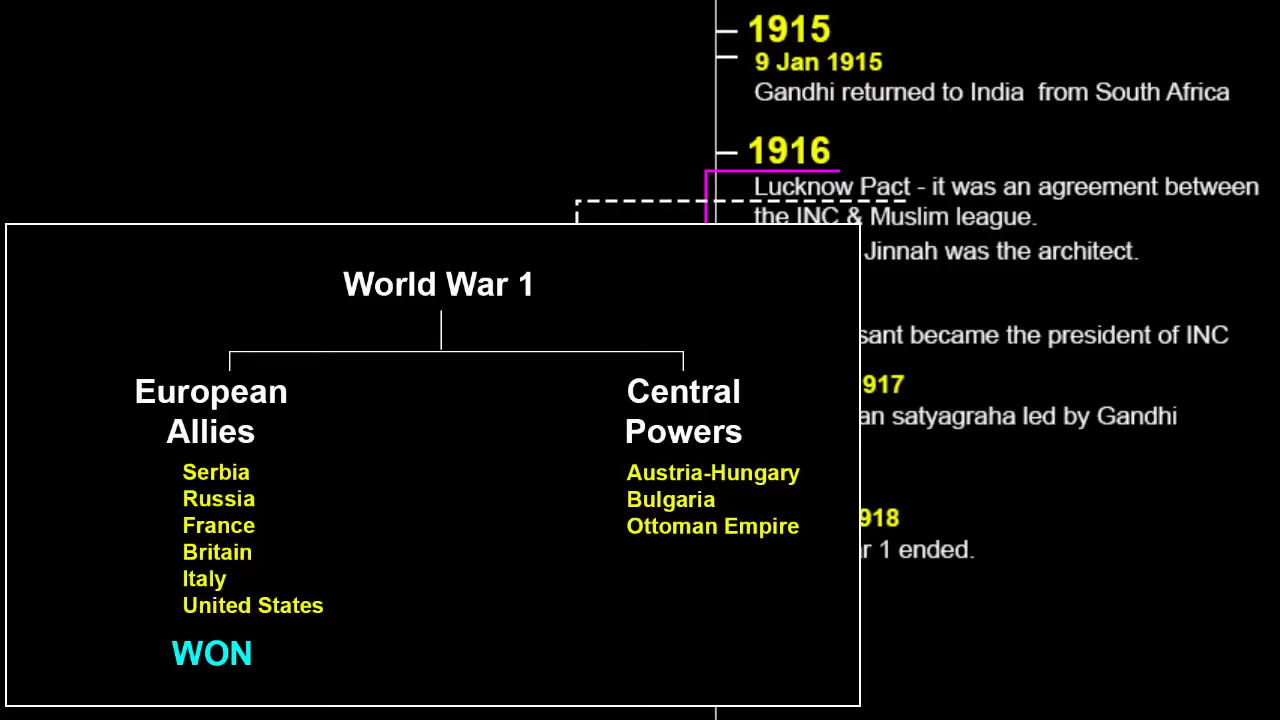 1915
9 Jan 1915
Gandhi returned to India from South Africa
1916
Lucknow Pact - it was an agreement between
the INC & Muslim league.
Jinnah was the architect.
sant became the president of INC
917
an satyagraha led by Gandhi
918
r 1 ended.
World War 1
European
Allies
Serbia
Russia
France
Britain
Italy
United States
WON
Central
Powers
Austria-Hungary
Bulgaria
Ottoman Empire